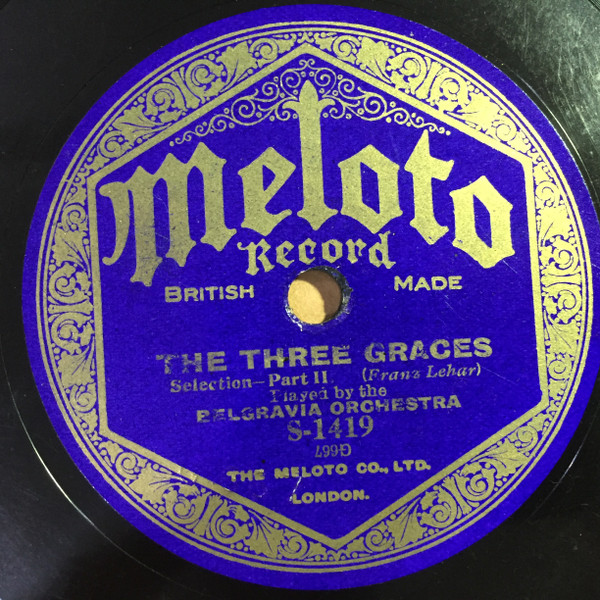 Meloto
Record
BRITISH MADE
THE THREE GRACES
Selection—Part II. (Franz Lehar)
Played by the
BELGRAVIA ORCHESTRA
S-1419
G667
THE MELOTO CO., LTD.
LONDON.